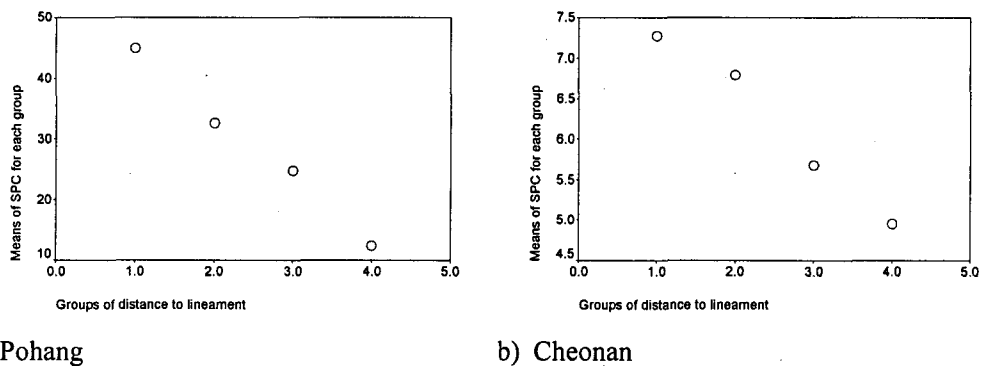 50
40
30
20
10
0.0 1.0 2.0 3.0 4.0 5.0
Means of SPC for each group
Groups of distance to lineament
Pohang
7.5
7.0
6.5
6.0
5.5
5.0
4.5
0.0 1.0 2.0 3.0 4.0 5.0
Means of SPC for each group
Groups of distance to lineament
b) Cheonan